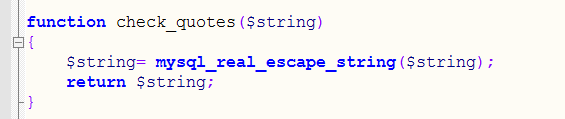 function check_quotes($string)
{
$string= mysql_real_escape_string($string);
return $string;
}